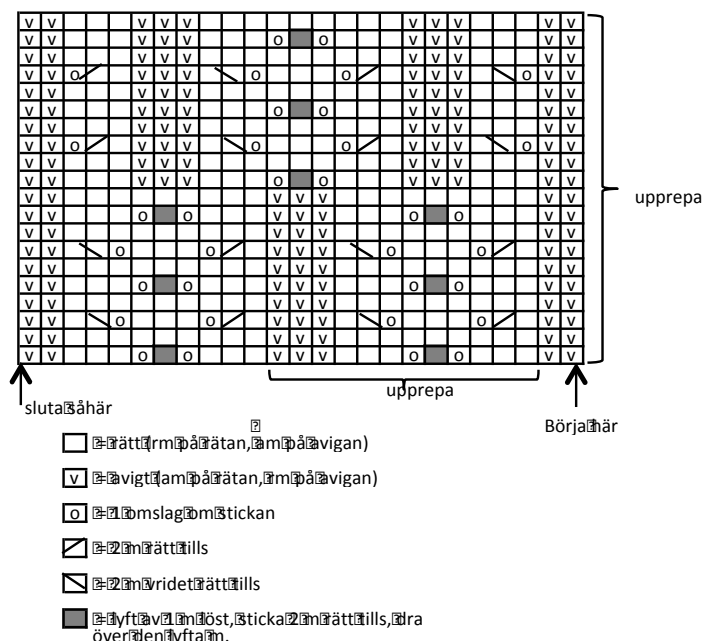 v v v v v v v v v v
v v v v v o o v v v v v
v v v v v v v v v v
v v o v v v o o v v v o v v
v v v v v v v v v v
v v v v v o o v v v v v
v v v v v v v v v v
v v o v v v o o v v v o v v
v v v v v v v v v v
v v v v v o o v v v v v
v v v v v v v
upprepa
v v o o v v v o o v v
v v v v v v v
v v o o v v v o o v v
v v v v v v v
v v o o v v v o o v v
v v v v v v v
v v o o v v v o o v v
v v v v v v v
v v o o v v v o o v v
upprepa
sluta såhär
Börja här
= rätt (rm på rätan, am på avigan)
v = avigt (am på rätan, rm på avigan)
o = 1 omslag om stickan
= 2 m rätt tills
= 2 m vridet rätt tills
= lyft av 1 m löst, sticka 2 m rätt tills, dra
över den lyfta m.